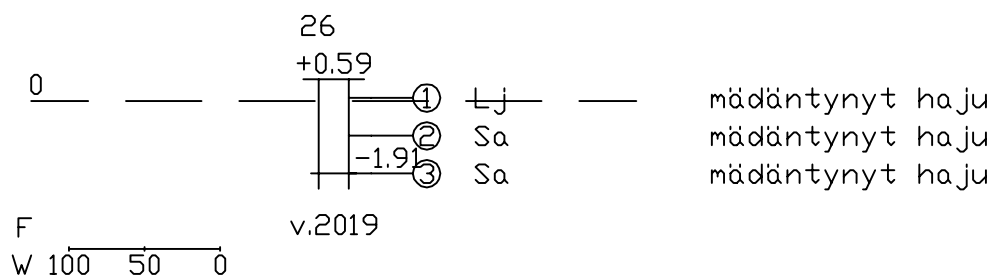 26
+0.59
0
1 Lj mädäntynyt haju
2 Sa mädäntynyt haju
-1.91
3 Sa mädäntynyt haju
v.2019
F
W 100 50 0